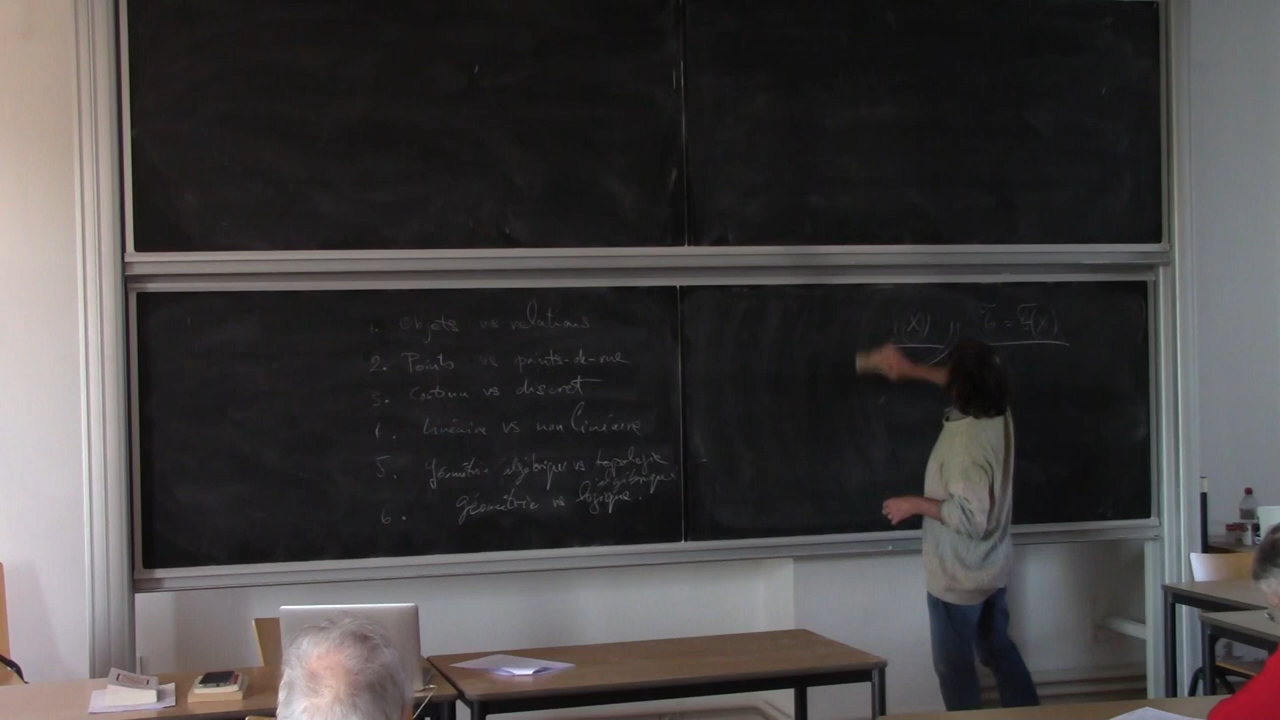 1. Objets vs relations
2. Points vs points-de-vue
3. Continu vs discret
4. linéaire vs non linéaire
5. géométrie algébrique vs topologie algébrique
6. géométrie vs logique.